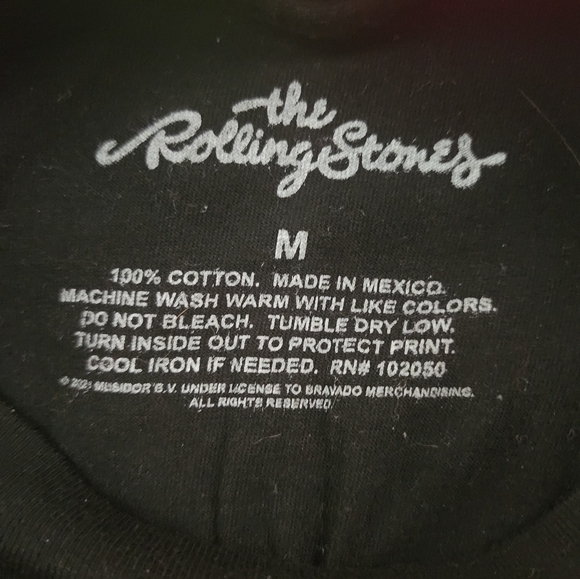 the
Rolling Stones
M
100% COTTON. MADE IN MEXICO.
MACHINE WASH WARM WITH LIKE COLORS.
DO NOT BLEACH. TUMBLE DRY LOW.
TURN INSIDE OUT TO PROTECT PRINT.
COOL IRON IF NEEDED. RN# 102050
© 2021 MUSIDOR B.V. UNDER LICENSE TO BRAVADO MERCHANDISING.
ALL RIGHTS RESERVED.